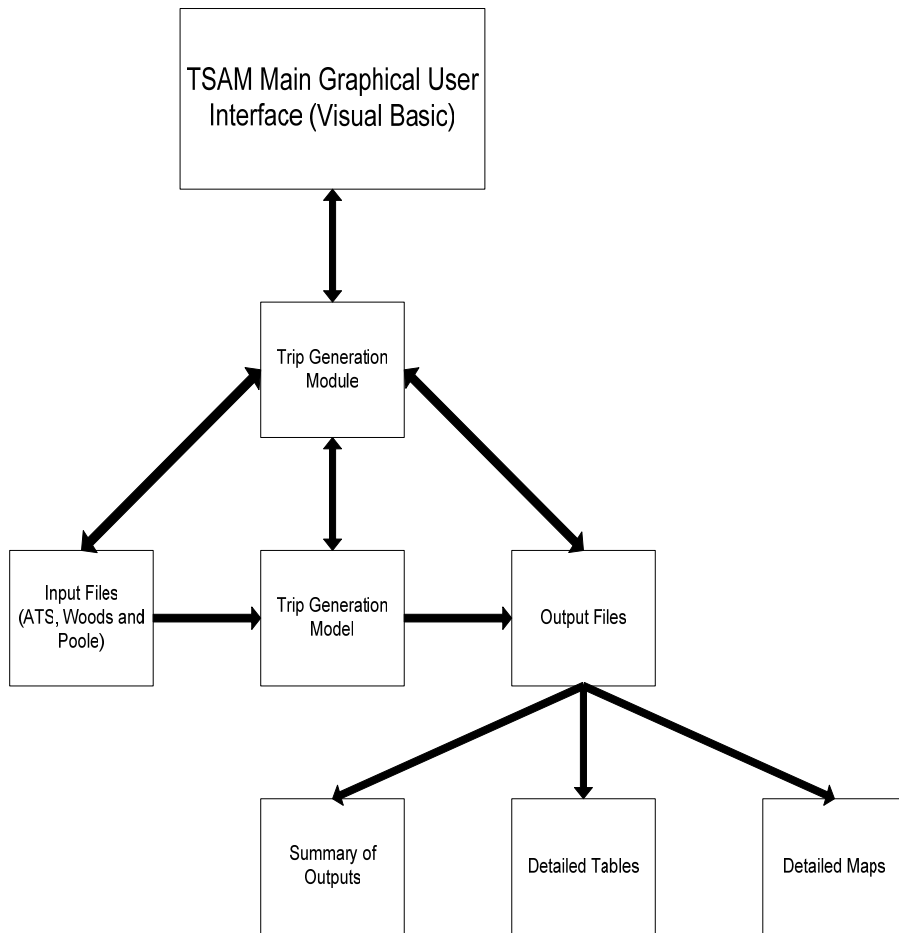 TSAM Main Graphical User
Interface (Visual Basic)
Trip Generation
Module
Input Files
(ATS, Woods and
Poole)
Trip Generation
Model
Output Files
Summary of
Outputs
Detailed Tables
Detailed Maps